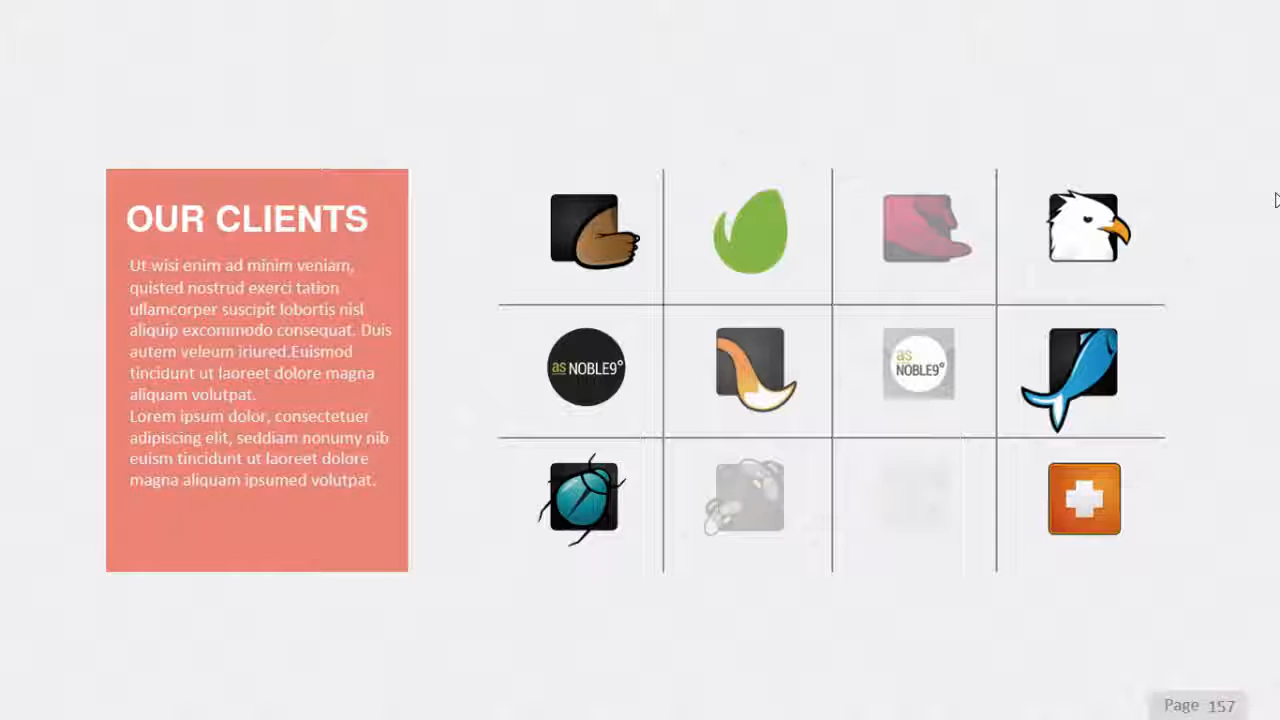 OUR CLIENTS
Ut wisi enim ad minim veniam,
quisted nostrud exerci tation
ullamcorper suscipit lobortis nisl
aliquip excommodo consequat. Duis
autem veleum iriured.Euismod
tincidunt ut laoreet dolore magna
aliquam volutpat.
Lorem ipsum dolor, consectetuer
adipiscing elit, seddiam nonumy nib
euism tincidunt ut laoreet dolore
magna aliquam ipsumed volutpat.
as NOBLE9°
as
NOBLE9°
Page 157